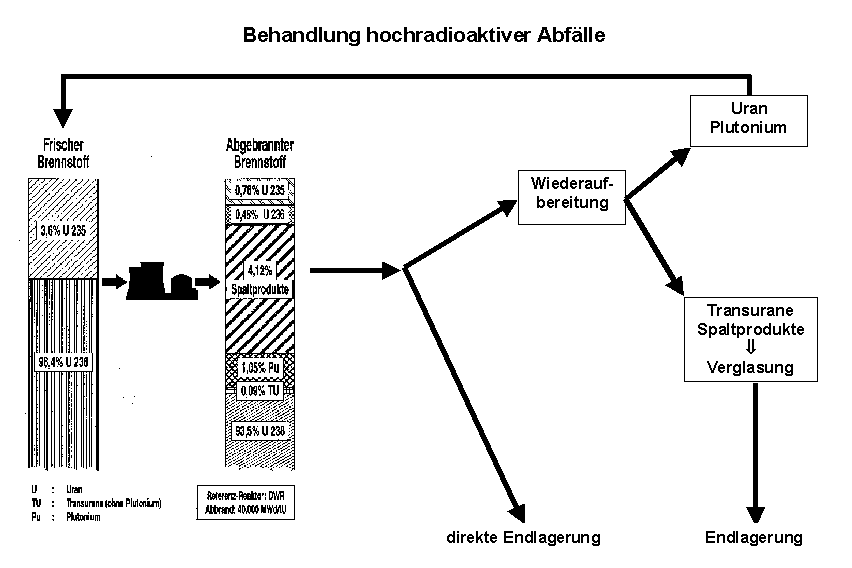 Behandlung hochradioaktiver Abfälle
Uran
Plutonium
Frischer
Brennstoff
Abgebrannter
Brennstoff
Wiederauf-
bereitung
0,76% U 235
0,46% U 236
3,6% U 235
4,12%
Spaltprodukte
Transurane
Spaltprodukte
⇓
Verglasung
96,4% U 238
1,05% Pu
0,09% TU
93,5% U 238
U : Uran
TU : Transurane (ohne Plutonium)
Pu : Plutonium
Referenz-Reaktor: DWR
Abbrand: 40.000 MWd/tU
direkte Endlagerung
Endlagerung